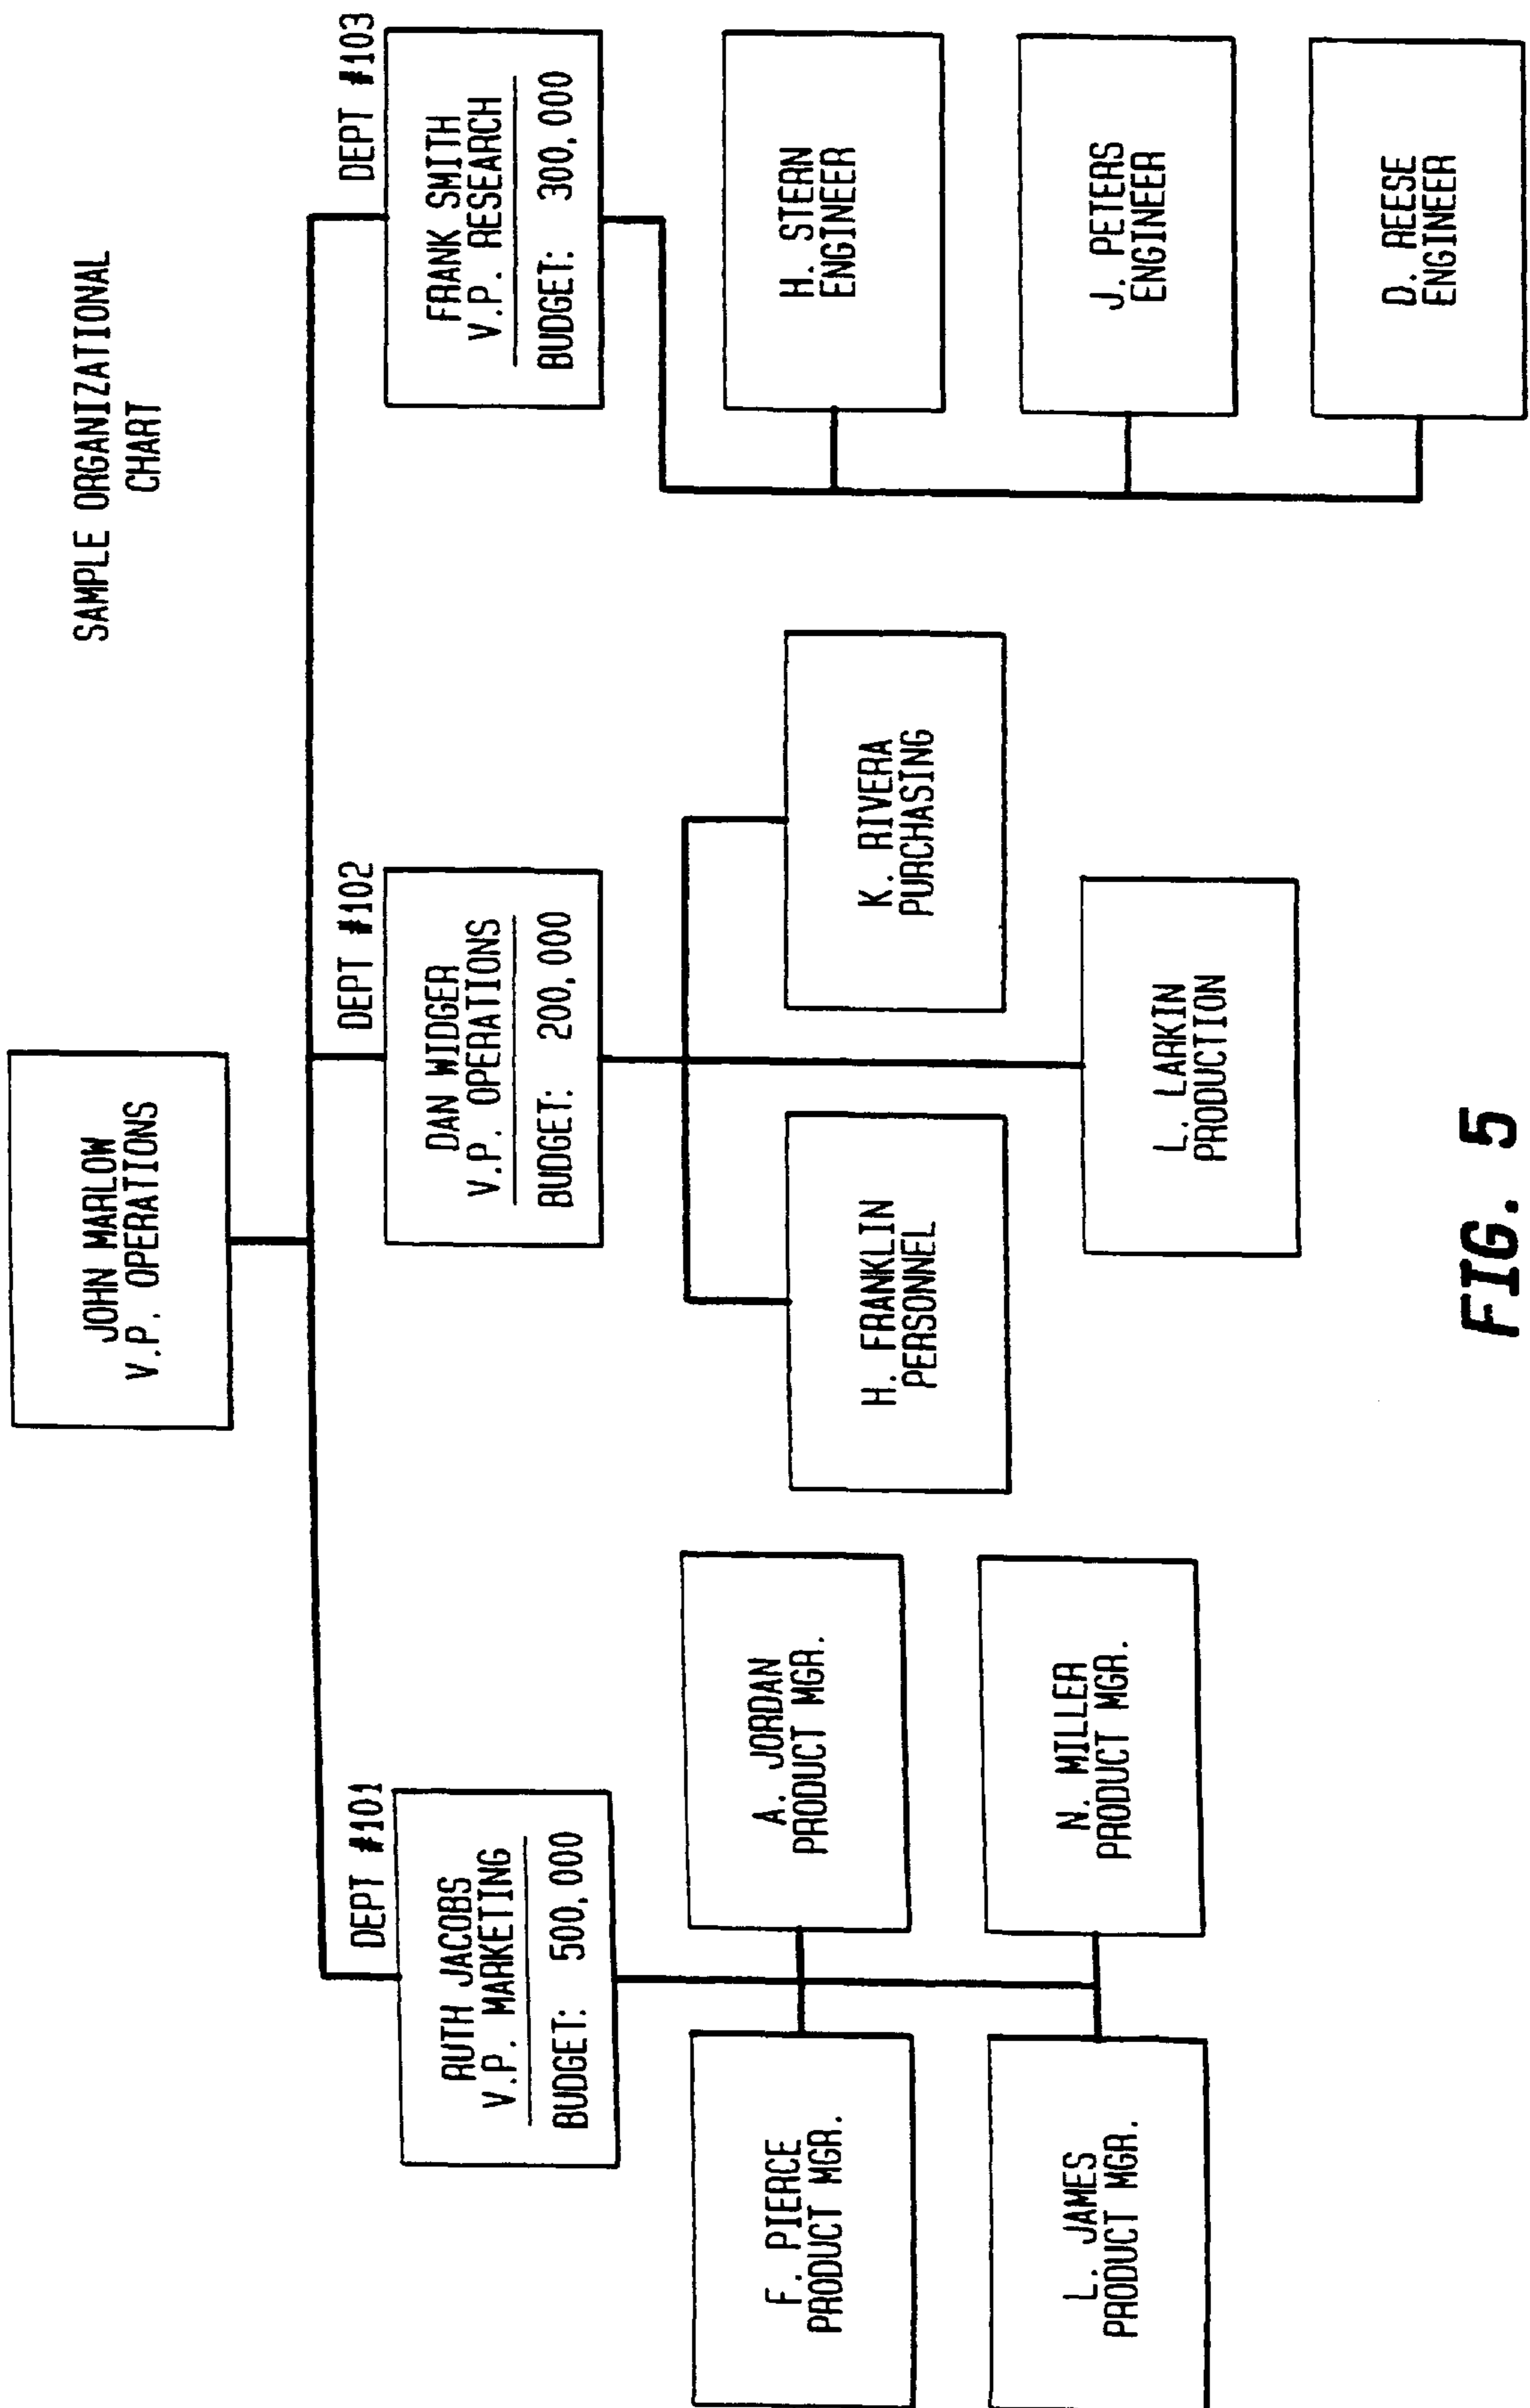 SAMPLE ORGANIZATIONAL
CHART
JOHN MARLOW
V.P. OPERATIONS
DEPT #101
RUTH JACOBS
V.P. MARKETING
BUDGET: 500,000
F. PIERCE
PRODUCT MGR.
A. JORDAN
PRODUCT MGR.
L. JAMES
PRODUCT MGR.
N. MILLER
PRODUCT MGR.
DEPT #102
DAN WIDGER
V.P. OPERATIONS
BUDGET: 200,000
H. FRANKLIN
PERSONNEL
K. RIVERA
PURCHASING
L. LARKIN
PRODUCTION
DEPT #103
FRANK SMITH
V.P. RESEARCH
BUDGET: 300,000
H. STERN
ENGINEER
J. PETERS
ENGINEER
D. REESE
ENGINEER
FIG. 5